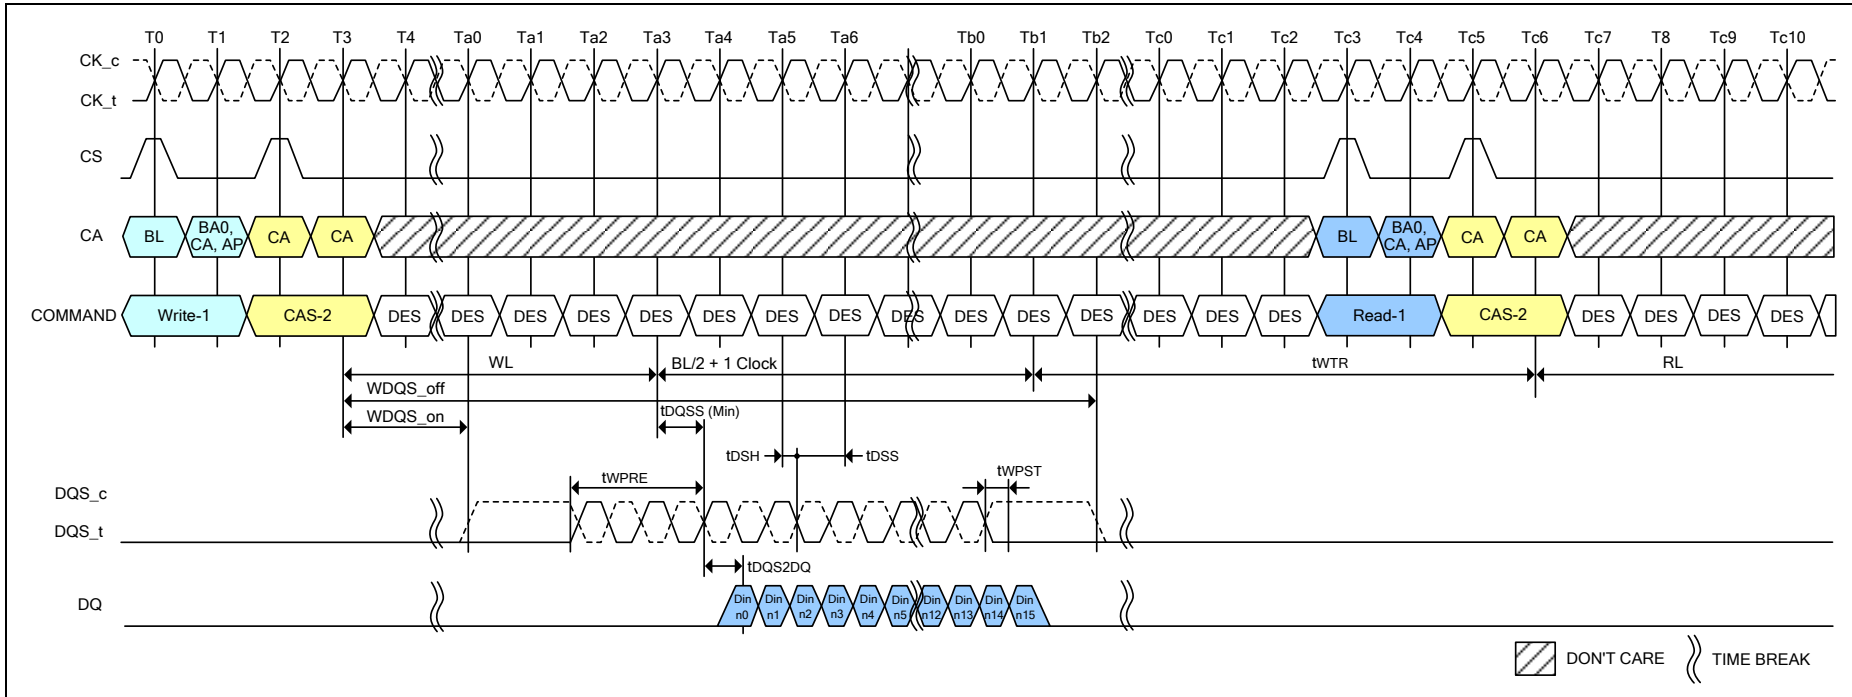 T0 T1 T2 T3 T4 Ta0 Ta1 Ta2 Ta3 Ta4 Ta5 Ta6 Tb0 Tb1 Tb2 Tc0 Tc1 Tc2 Tc3 Tc4 Tc5 Tc6 Tc7 T8 Tc9 Tc10
CK_c
CK_t
CS
CA BL BA0, CA, AP CA CA BL BA0, CA, AP CA CA
COMMAND Write-1 CAS-2 DES DES DES DES DES DES DES DES DES DES DES DES DES DES DES Read-1 CAS-2 DES DES DES DES
WL BL/2 + 1 Clock tWTR RL
WDQS_off
WDQS_on tDQSS (Min)
tDSH tDSS
tWPRE tWPST
DQS_c
DQS_t
tDQS2DQ
DQ Din n0 Din n1 Din n2 Din n3 Din n4 Din n5 Din n12 Din n13 Din n14 Din n15
DON'T CARE TIME BREAK